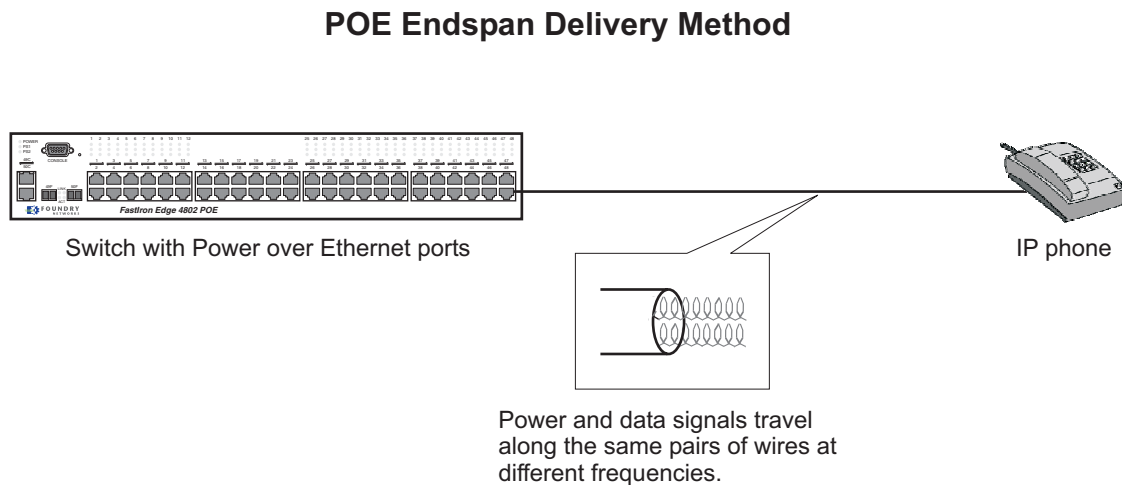 POE Endspan Delivery Method
POWER
PS1
PS2
CONSOLE
FOUNDRY
NETWORKS
FastIron Edge 4802 POE
Switch with Power over Ethernet ports
IP phone
Power and data signals travel
along the same pairs of wires at
different frequencies.